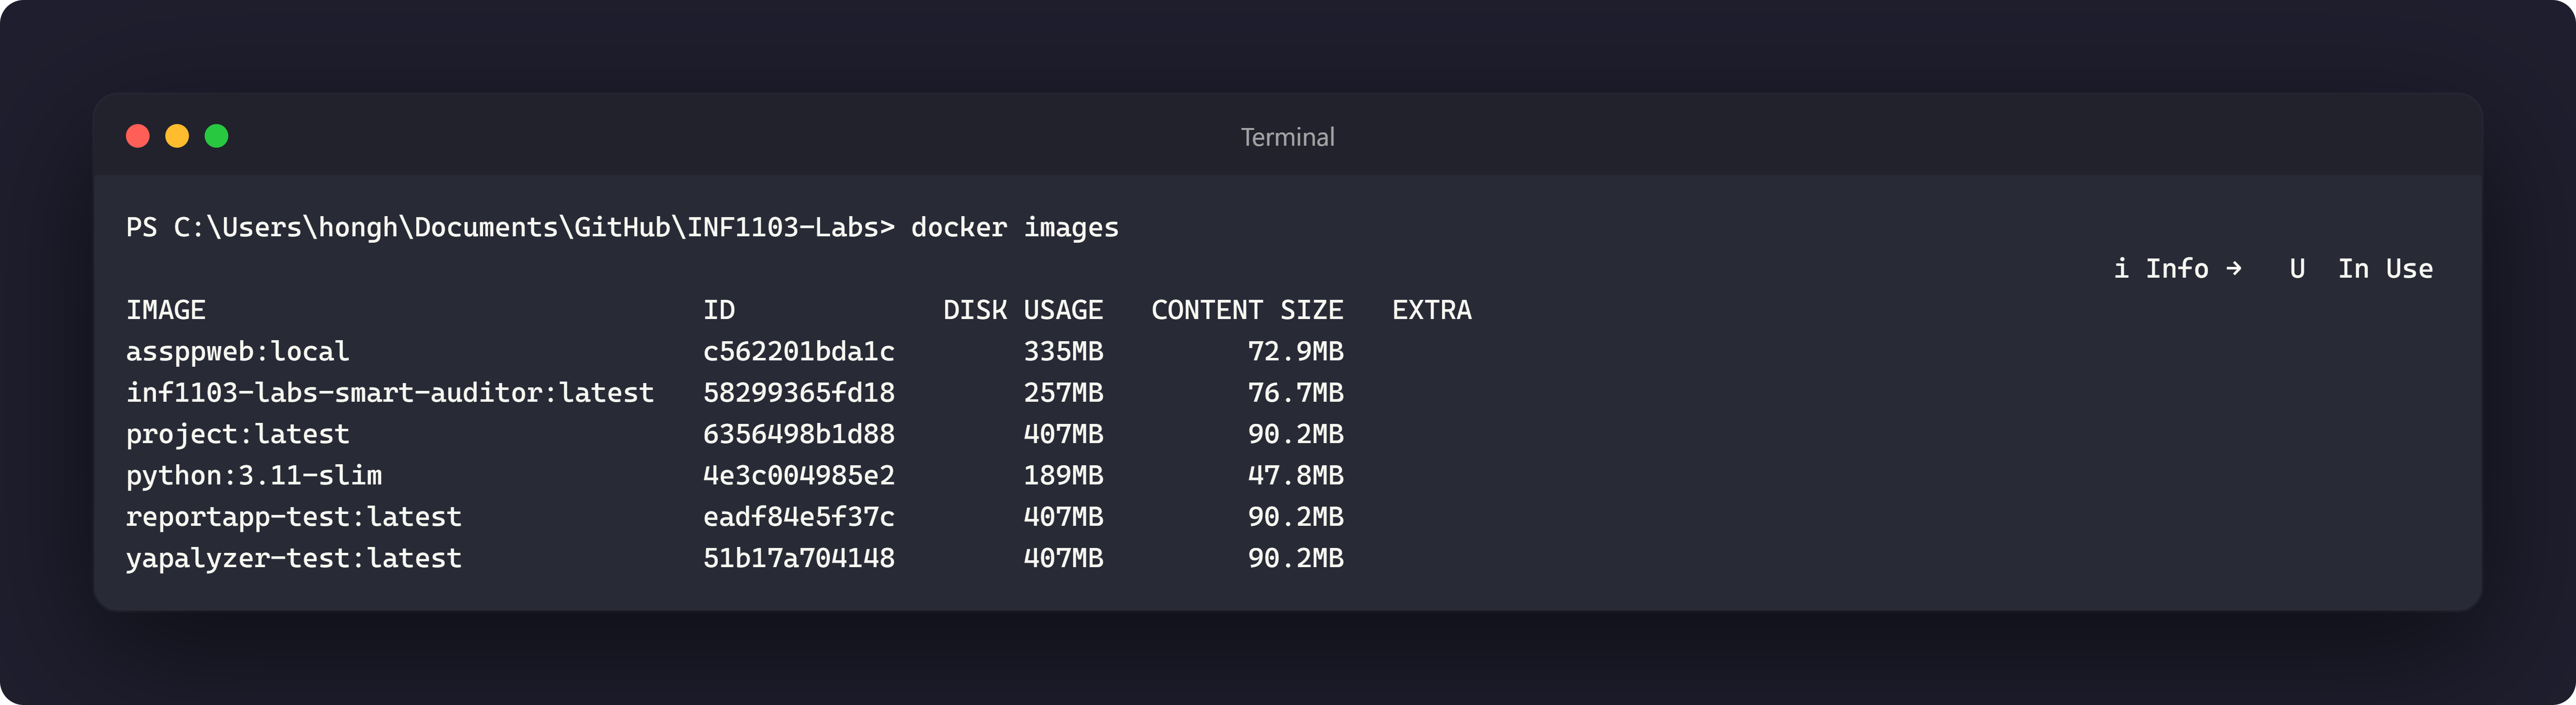 Terminal
PS C:\Users\hongh\Documents\GitHub\INF1103-Labs> docker images
i Info →   U  In Use
IMAGE                               ID             DISK USAGE   CONTENT SIZE   EXTRA
assppweb:local                      c562201bda1c        335MB         72.9MB
inf1103-labs-smart-auditor:latest   58299365fd18        257MB         76.7MB
project:latest                      6356498b1d88        407MB         90.2MB
python:3.11-slim                    4e3c004985e2        189MB         47.8MB
reportapp-test:latest               eadf84e5f37c        407MB         90.2MB
yapalyzer-test:latest               51b17a704148        407MB         90.2MB